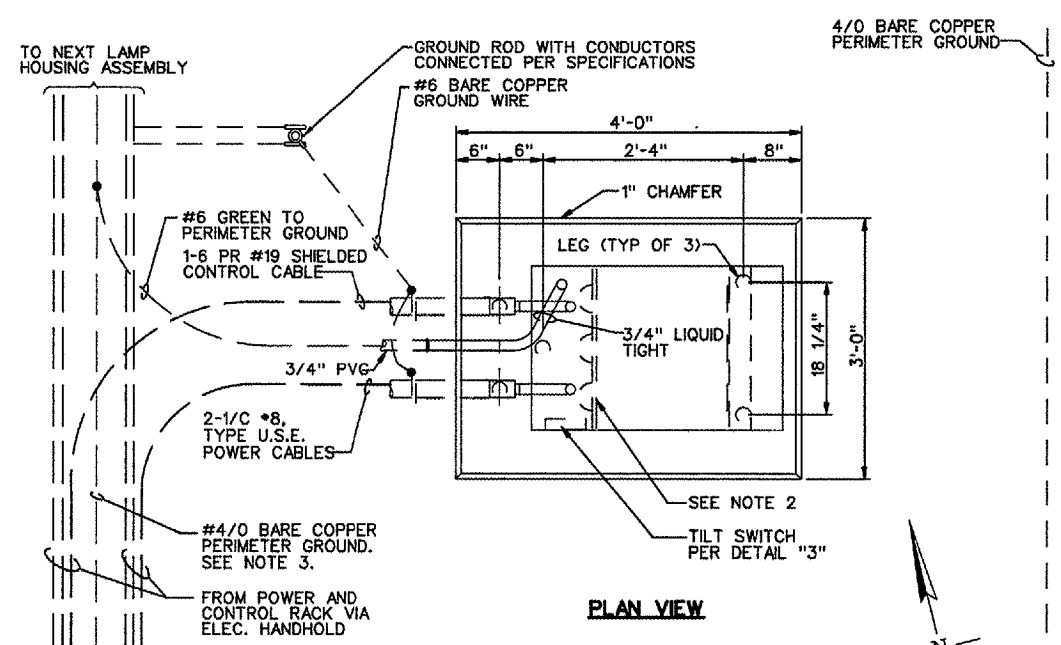 TO NEXT LAMP
HOUSING ASSEMBLY
GROUND ROD WITH CONDUCTORS
CONNECTED PER SPECIFICATIONS
#6 BARE COPPER
GROUND WIRE
4/0 BARE COPPER
PERIMETER GROUND
4'-0"
6"
6"
2'-4"
8"
1" CHAMFER
#6 GREEN TO
PERIMETER GROUND
1-6 PR #19 SHIELDED
CONTROL CABLE
LEG (TYP OF 3)
3/4" LIQUID
TIGHT
18 1/4"
3'-0"
3/4" PVC
2-1/C #8,
TYPE U.S.E.
POWER CABLES
SEE NOTE 2
TILT SWITCH
PER DETAIL "3"
#4/0 BARE COPPER
PERIMETER GROUND.
SEE NOTE 3.
FROM POWER AND
CONTROL RACK VIA
ELEC. HANDHOLD
PLAN VIEW